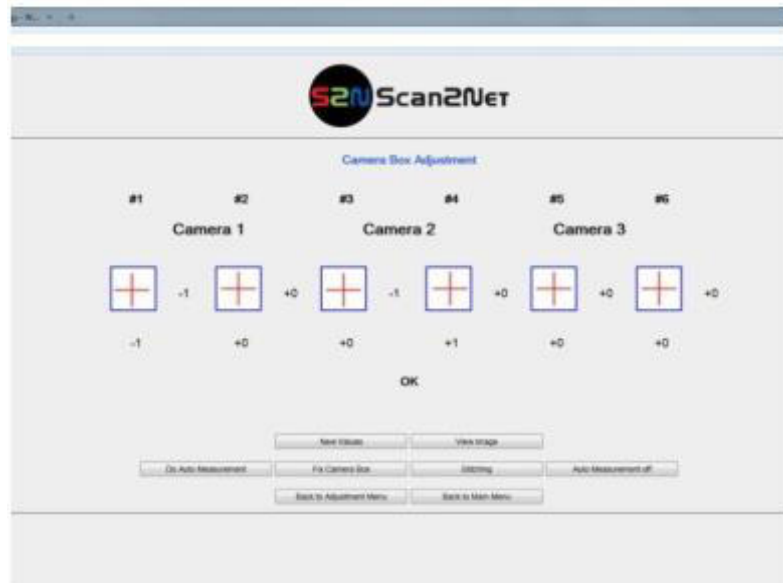 S2N Scan2Net
Camera Box Adjustment
#1 #2 #3 #4 #5 #6
Camera 1 Camera 2 Camera 3
-1 +0 -1 +0 +0 +0
-1 +0 +0 +1 +0 +0
OK
New Values View Image
Do Auto Measurement Fix Camera Box Stitching Auto Measurement off
Back to Adjustment Menu Back to Main Menu